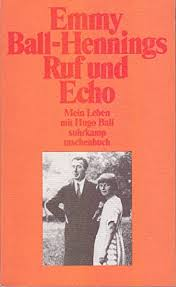 Emmy
Ball-Hennings
Ruf und
Echo
Mein Leben
mit Hugo Ball
suhrkamp
taschenbuch